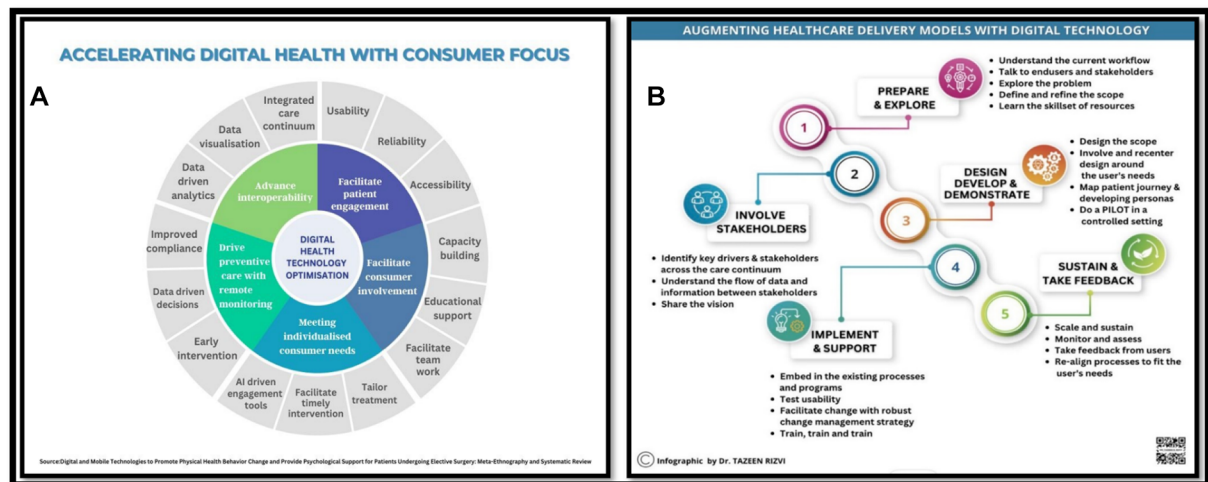 ACCELERATING DIGITAL HEALTH WITH CONSUMER FOCUS
A
Integrated
care
continuum
Usability
Reliability
Accessibility
Capacity
building
Educational
support
Facilitate
team
work
Tailor
treatment
Facilitate
timely
intervention
AI driven
engagement
tools
Early
intervention
Data driven
decisions
Improved
compliance
Data
driven
analytics
Data
visualisation
Advance
interoperability
Facilitate
patient
engagement
Facilitate
consumer
involvement
Meeting
individualised
consumer needs
Drive
preventive
care with
remote
monitoring
DIGITAL
HEALTH
TECHNOLOGY
OPTIMISATION
Source:Digital and Mobile Technologies to Promote Physical Health Behavior Change and Provide Psychological Support for Patients Undergoing Elective Surgery: Meta-Ethnography and Systematic Review
AUGMENTING HEALTHCARE DELIVERY MODELS WITH DIGITAL TECHNOLOGY
B
1
PREPARE
& EXPLORE
• Understand the current workflow
• Talk to endusers and stakeholders
• Explore the problem
• Define and refine the scope
• Learn the skillset of resources
2
INVOLVE
STAKEHOLDERS
• Identify key drivers & stakeholders
across the care continuum
• Understand the flow of data and
information between stakeholders
• Share the vision
3
DESIGN
DEVELOP &
DEMONSTRATE
• Design the scope
• Involve and recenter
design around
the user's needs
• Map patient journey &
developing personas
• Do a PILOT in a
controlled setting
4
IMPLEMENT
& SUPPORT
• Embed in the existing processes
and programs
• Test usability
• Facilitate change with robust
change management strategy
• Train, train and train
5
SUSTAIN &
TAKE FEEDBACK
• Scale and sustain
• Monitor and assess
• Take feedback from users
• Re-align processes to fit the
user's needs
© Infographic by Dr. TAZEEN RIZVI